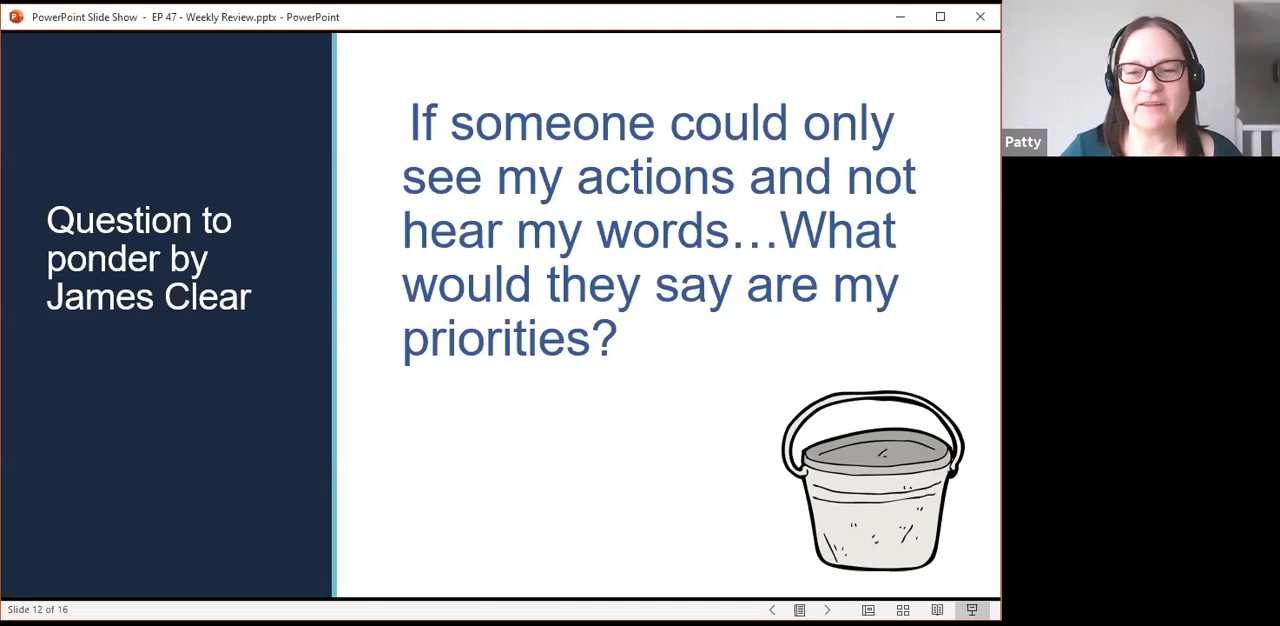 PowerPoint Slide Show - EP 47 - Weekly Review.pptx - PowerPoint
Question to
ponder by
James Clear
If someone could only
see my actions and not
hear my words…What
would they say are my
priorities?
Patty
Slide 12 of 16